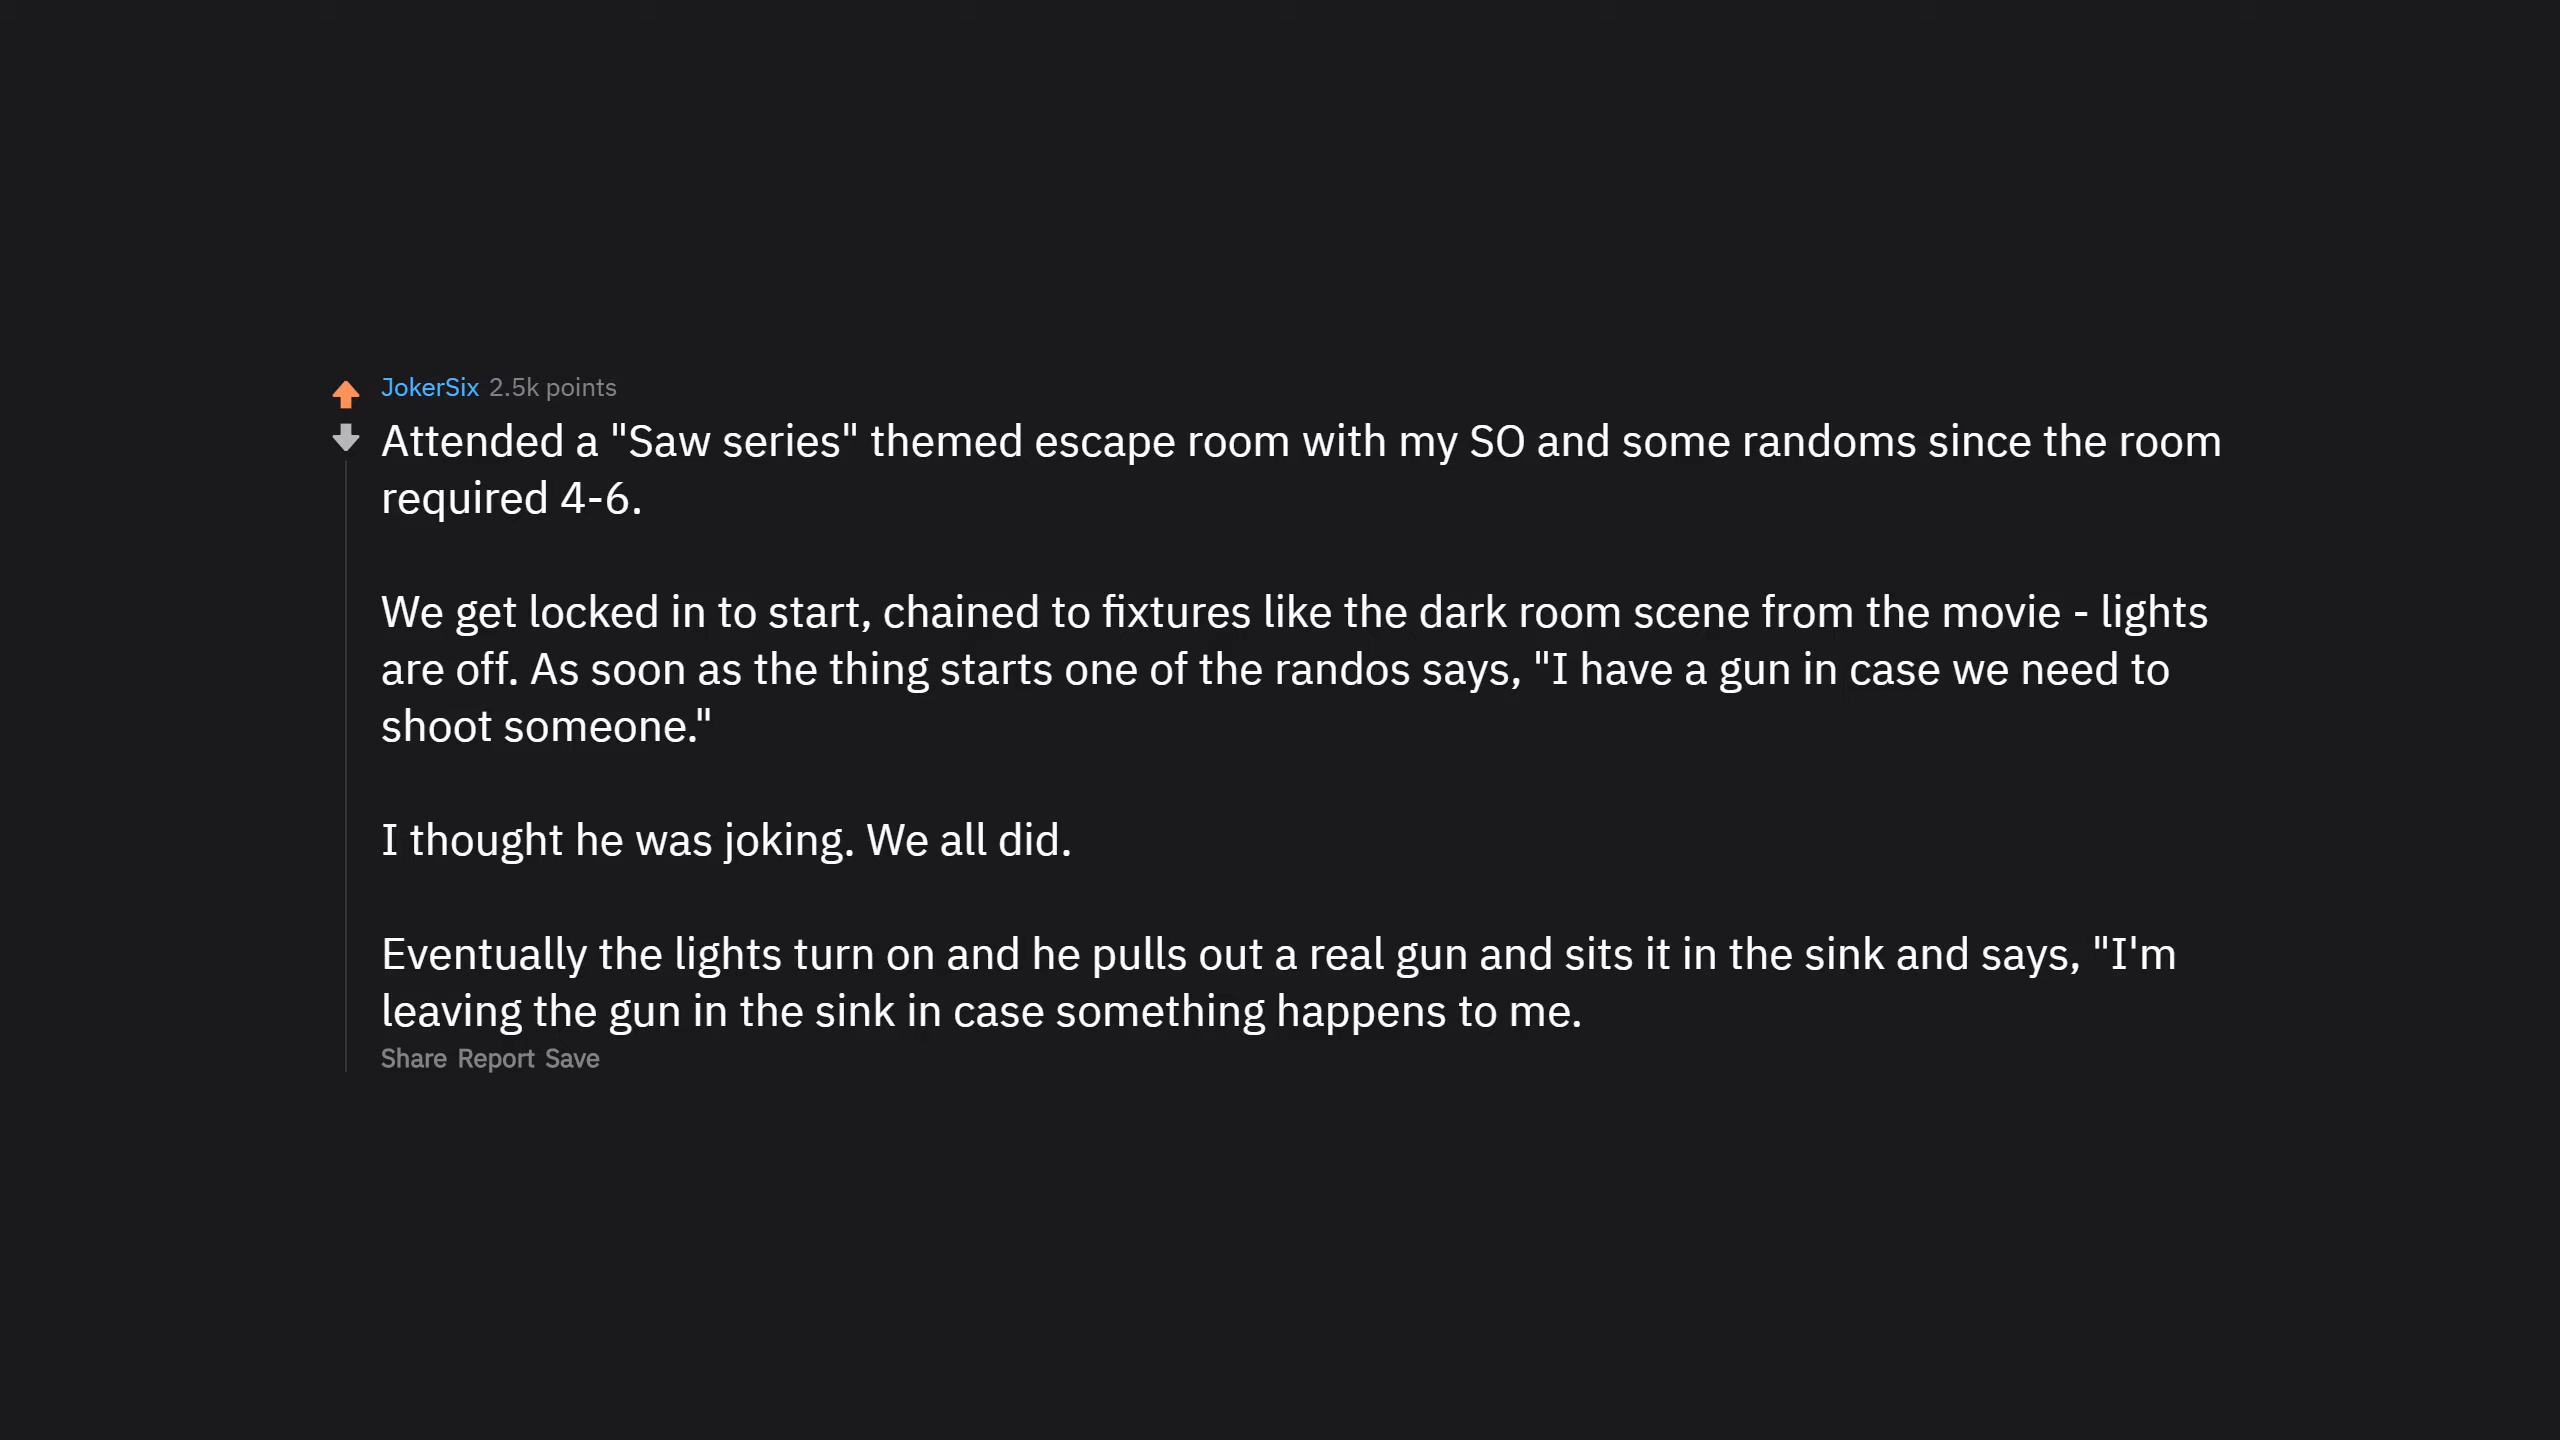 JokerSix 2.5k points
Attended a "Saw series" themed escape room with my SO and some randoms since the room
required 4-6.
We get locked in to start, chained to fixtures like the dark room scene from the movie - lights
are off. As soon as the thing starts one of the randos says, "I have a gun in case we need to
shoot someone."
I thought he was joking. We all did.
Eventually the lights turn on and he pulls out a real gun and sits it in the sink and says, "I'm
leaving the gun in the sink in case something happens to me.
Share Report Save